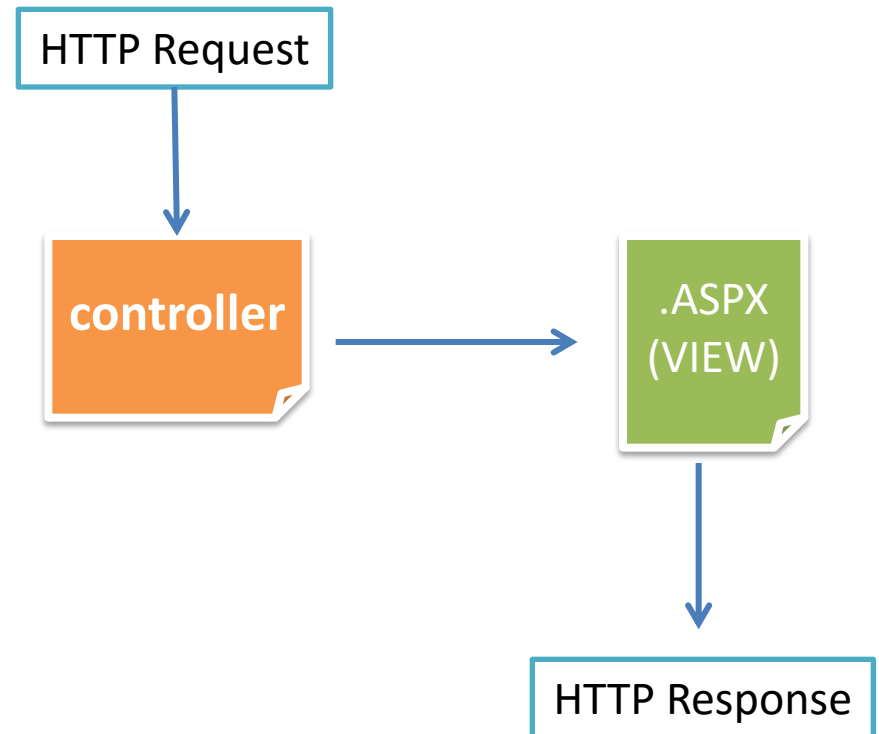 HTTP Request
controller
.ASPX
(VIEW)
HTTP Response